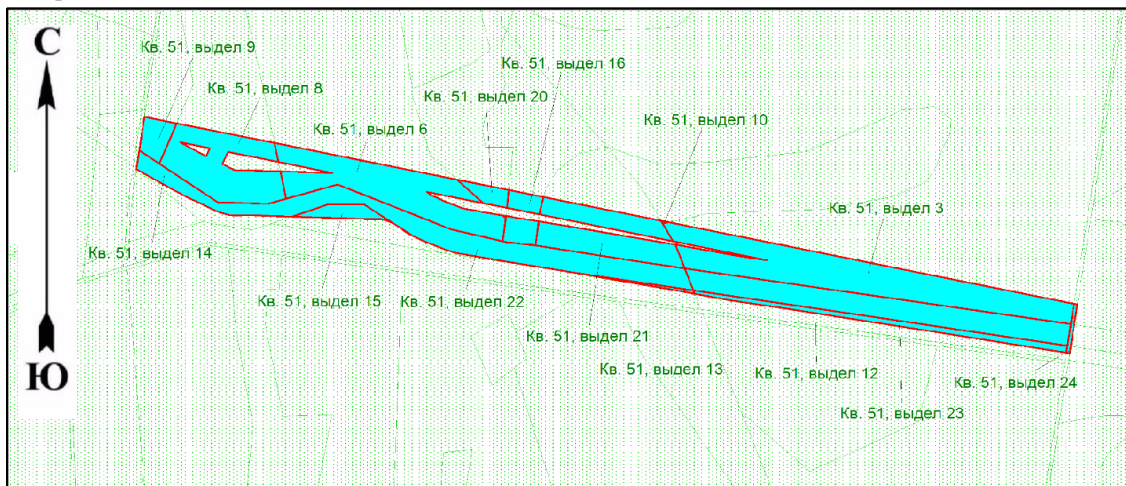 С
Кв. 51, выдел 9
Кв. 51, выдел 16
Кв. 51, выдел 8
Кв. 51, выдел 20
Кв. 51, выдел 6
Кв. 51, выдел 10
Кв. 51, выдел 3
Кв. 51, выдел 14
Кв. 51, выдел 15
Кв. 51, выдел 22
Кв. 51, выдел 21
Кв. 51, выдел 13
Кв. 51, выдел 12
Кв. 51, выдел 24
Кв. 51, выдел 23
Ю